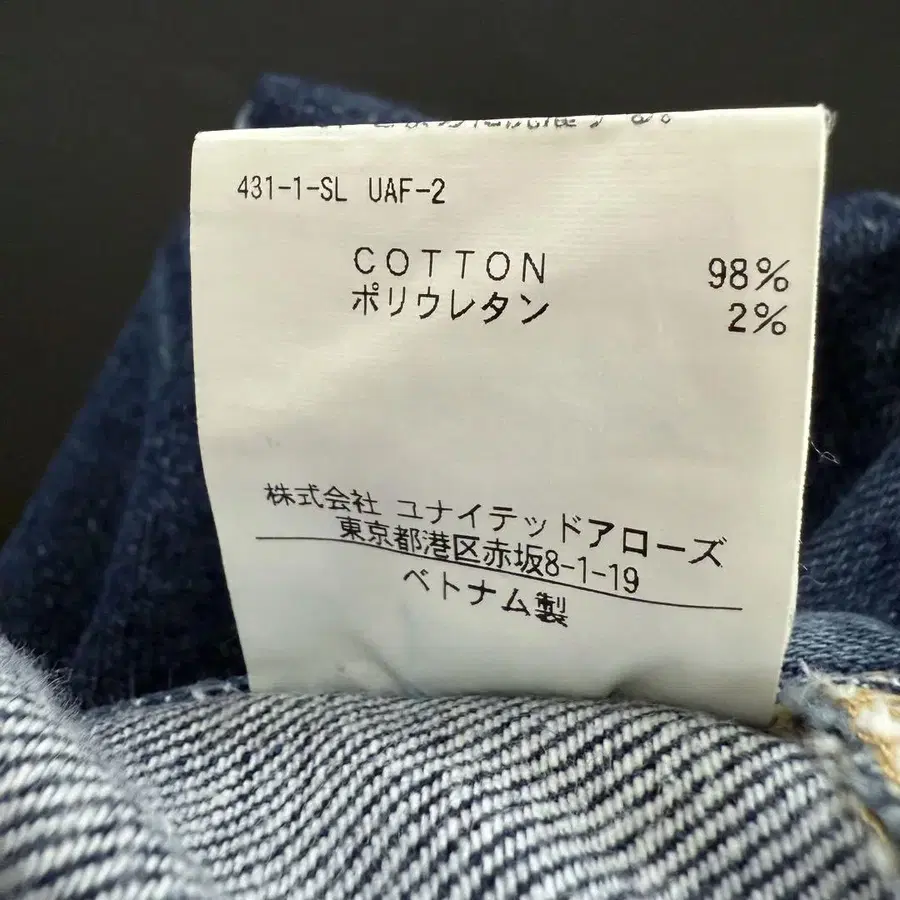 431-1-SL UAF-2
COTTON 98%
ポリウレタン 2%
株式会社 ユナイテッドアローズ
東京都港区赤坂8-1-19
ベトナム製